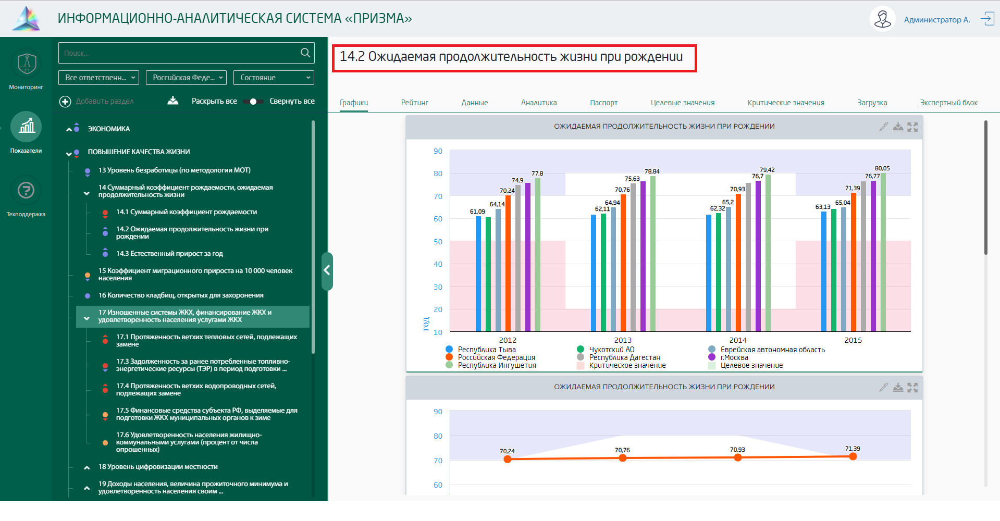 ИНФОРМАЦИОННО-АНАЛИТИЧЕСКАЯ СИСТЕМА «ПРИЗМА»
Администратор А.
Мониторинг
Показатели
Техподдержка
Поиск...
Все ответственн... Российская Феде... Состояние
Добавить раздел Раскрыть все Свернуть все
ЭКОНОМИКА
ПОВЫШЕНИЕ КАЧЕСТВА ЖИЗНИ
13 Уровень безработицы (по методологии МОТ)
14 Суммарный коэффициент рождаемости, ожидаемая
продолжительность жизни
14.1 Суммарный коэффициент рождаемости
14.2 Ожидаемая продолжительность жизни при
рождении
14.3 Естественный прирост за год
15 Коэффициент миграционного прироста на 10 000 человек
населения
16 Количество кладбищ, открытых для захоронения
17 Изношенные системы ЖКХ, финансирование ЖКХ и
удовлетворенность населения услугами ЖКХ
17.1 Протяженность ветхих тепловых сетей, подлежащих
замене
17.3 Задолженность за ранее потребленные топливно-
энергетические ресурсы (ТЭР) в период подготовки ...
17.4 Протяженность ветхих водопроводных сетей,
подлежащих замене
17.5 Финансовые средства субъекта РФ, выделяемые для
подготовки ЖКХ муниципальных органов к зиме
17.6 Удовлетворенность населения жилищно-
коммунальными услугами (процент от числа
опрошенных)
18 Уровень цифровизации местности
19 Доходы населения, величина прожиточного минимума и
удовлетворенность населения своим ...
14.2 Ожидаемая продолжительность жизни при рождении
Графики Рейтинг Данные Аналитика Паспорт Целевые значения Критические значения Загрузка Экспертный блок
ОЖИДАЕМАЯ ПРОДОЛЖИТЕЛЬНОСТЬ ЖИЗНИ ПРИ РОЖДЕНИИ
90
80
70
60
50
40
30
20
10
год
61,09 64,14 70,24 74,9 77,8
62,11 64,94 70,76 75,63 78,84
62,32 65,2 70,93 76,7 79,42
63,13 65,04 71,39 76,77 80,05
2012 2013 2014 2015
Республика Тыва Чукотский АО Еврейская автономная область
Российская Федерация Республика Дагестан г.Москва
Республика Ингушетия Критическое значение Целевое значение
ОЖИДАЕМАЯ ПРОДОЛЖИТЕЛЬНОСТЬ ЖИЗНИ ПРИ РОЖДЕНИИ
90
80
70
60
70,24 70,76 70,93 71,39